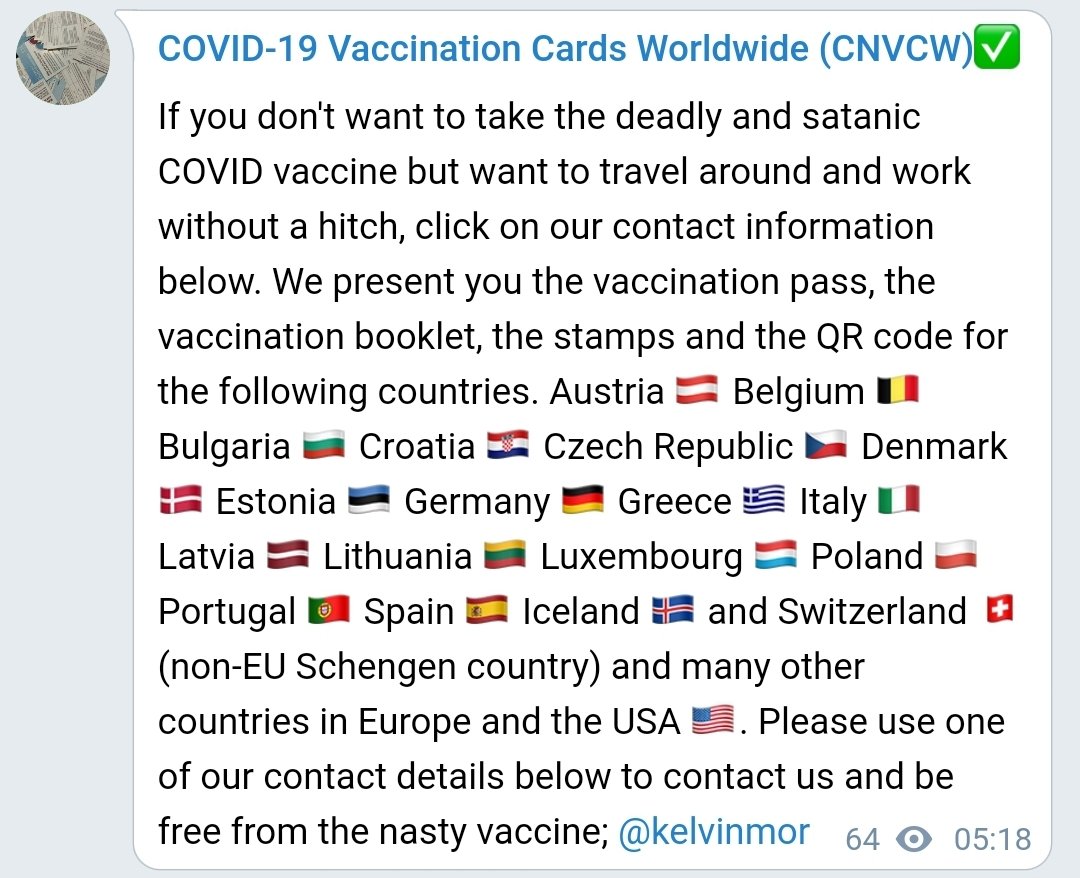 COVID-19 Vaccination Cards Worldwide (CNVCW)✅
If you don't want to take the deadly and satanic
COVID vaccine but want to travel around and work
without a hitch, click on our contact information
below. We present you the vaccination pass, the
vaccination booklet, the stamps and the QR code for
the following countries. Austria 🇦🇹 Belgium 🇧🇪
Bulgaria 🇧🇬 Croatia 🇭🇷 Czech Republic 🇨🇿 Denmark
🇩🇰 Estonia 🇪🇪 Germany 🇩🇪 Greece 🇬🇷 Italy 🇮🇹
Latvia 🇱🇻 Lithuania 🇱🇹 Luxembourg 🇱🇺 Poland 🇵🇱
Portugal 🇵🇹 Spain 🇪🇸 Iceland 🇮🇸 and Switzerland 🇨🇭
(non-EU Schengen country) and many other
countries in Europe and the USA 🇺🇸. Please use one
of our contact details below to contact us and be
free from the nasty vaccine; @kelvinmor 64 05:18